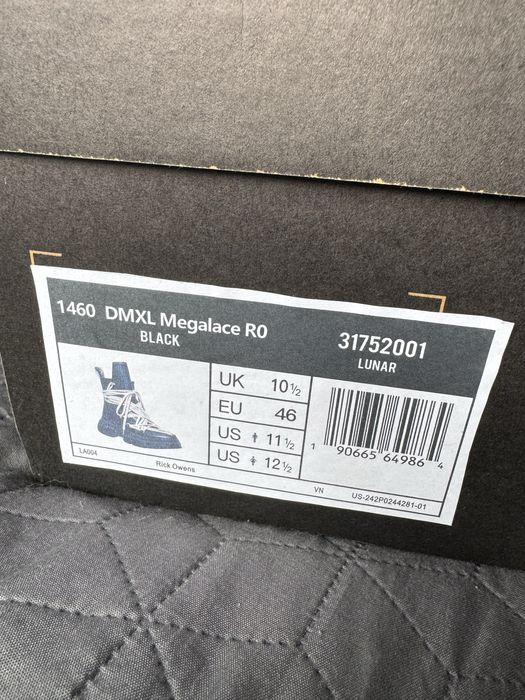 1460 DMXL Megalace R0
BLACK
31752001
LUNAR
UK 10½
EU 46
US 11½
US 12½
1 90665 64986 4
LA004
Rick Owens
VN
US-242P0244281-01